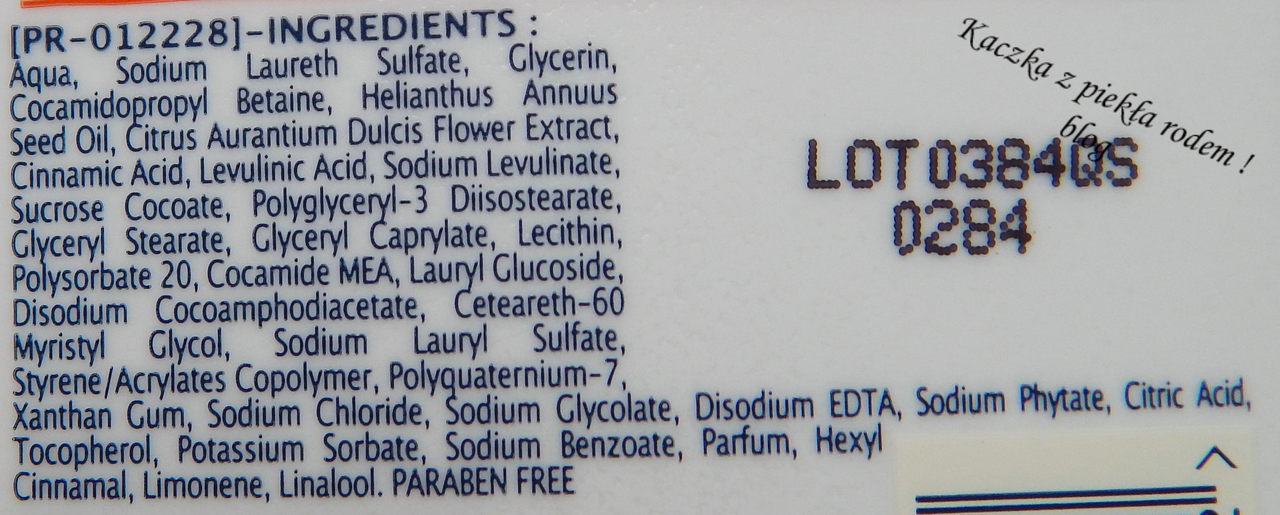 [PR-012228]-INGREDIENTS :
Aqua, Sodium Laureth Sulfate, Glycerin,
Cocamidopropyl Betaine, Helianthus Annuus
Seed Oil, Citrus Aurantium Dulcis Flower Extract,
Cinnamic Acid, Levulinic Acid, Sodium Levulinate,
Sucrose Cocoate, Polyglyceryl-3 Diisostearate,
Glyceryl Stearate, Glyceryl Caprylate, Lecithin,
Polysorbate 20, Cocamide MEA, Lauryl Glucoside,
Disodium Cocoamphodiacetate, Ceteareth-60
Myristyl Glycol, Sodium Lauryl Sulfate,
Styrene/Acrylates Copolymer, Polyquaternium-7,
Xanthan Gum, Sodium Chloride, Sodium Glycolate, Disodium EDTA, Sodium Phytate, Citric Acid,
Tocopherol, Potassium Sorbate, Sodium Benzoate, Parfum, Hexyl
Cinnamal, Limonene, Linalool. PARABEN FREE
Kaczka z piekła rodem !
blog
LOT0384QS
0284